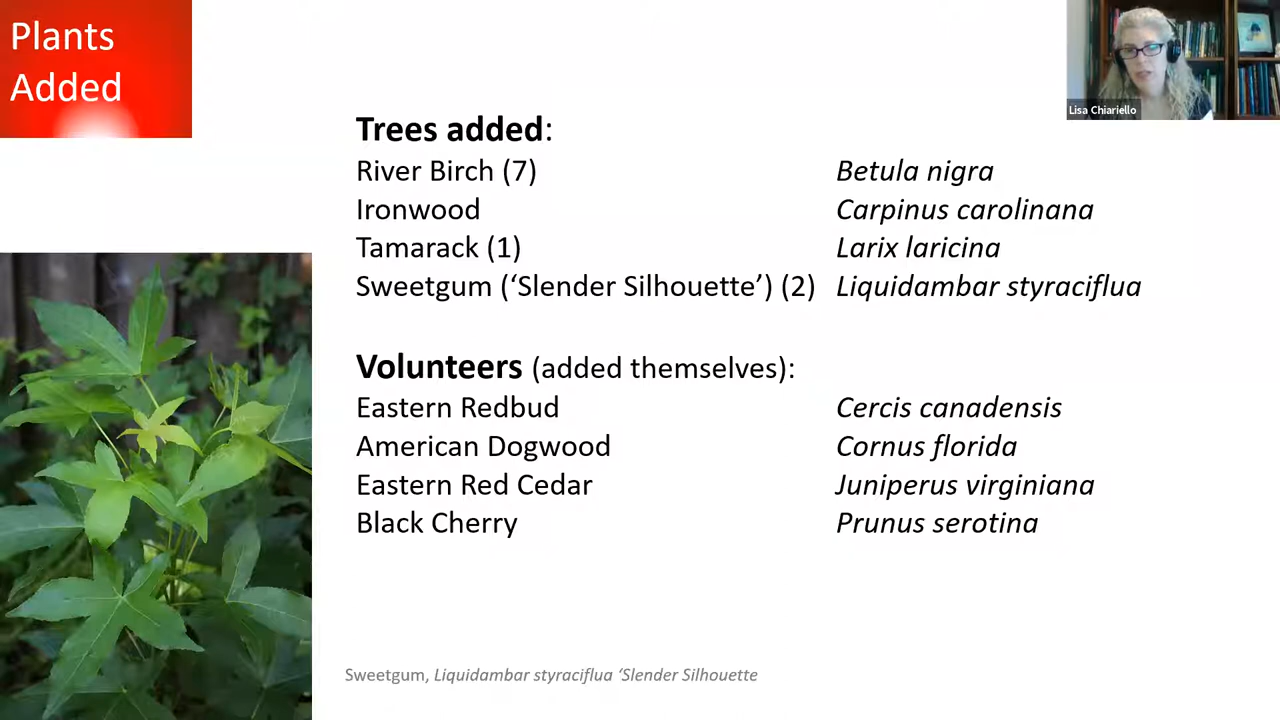 Plants
Added
Lisa Chiariello
Trees added:
River Birch (7) Betula nigra
Ironwood Carpinus carolinana
Tamarack (1) Larix laricina
Sweetgum (‘Slender Silhouette’) (2) Liquidambar styraciflua
Volunteers (added themselves):
Eastern Redbud Cercis canadensis
American Dogwood Cornus florida
Eastern Red Cedar Juniperus virginiana
Black Cherry Prunus serotina
Sweetgum, Liquidambar styraciflua ‘Slender Silhouette